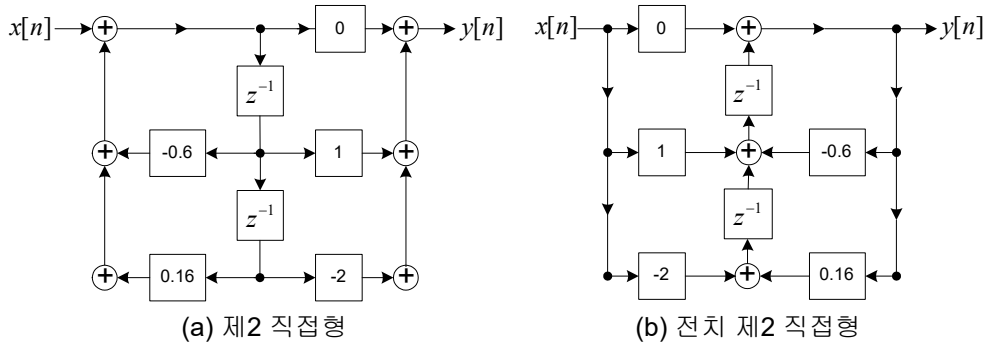 x[n] + 0 + y[n] x[n] 0 + y[n]
z⁻¹ z⁻¹
+ -0.6 1 + 1 + -0.6
z⁻¹ z⁻¹
+ 0.16 -2 + -2 + 0.16
(a) 제2 직접형 (b) 전치 제2 직접형